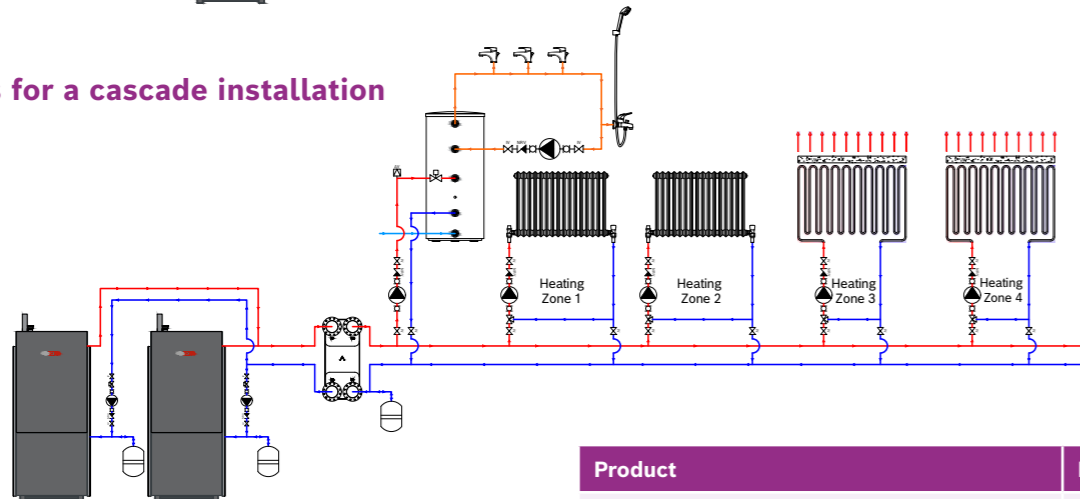 for a cascade installation
Heating
Zone 1
Heating
Zone 2
Heating
Zone 3
Heating
Zone 4
Product